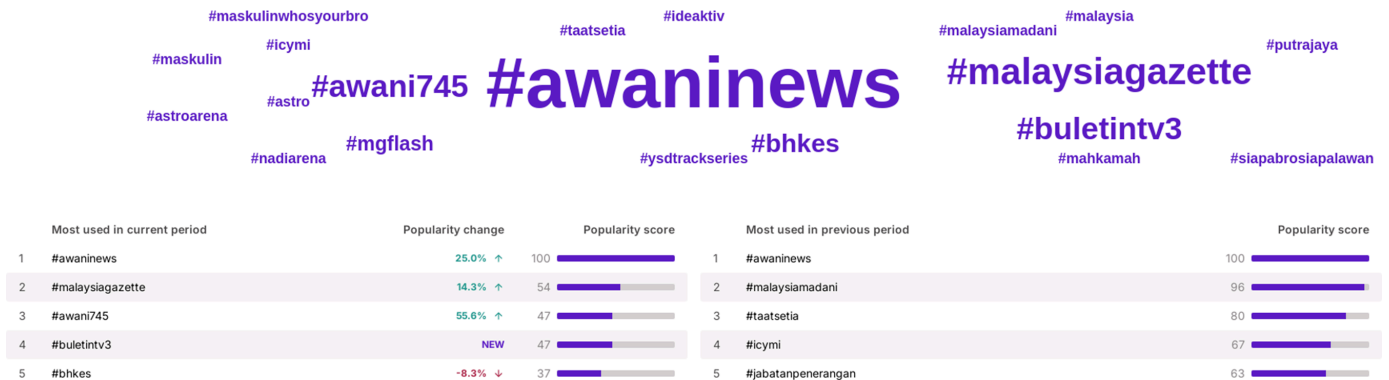 #maskulinwhosyourbro #ideaktiv #malaysia
#taatsetia #malaysiamadani
#icymi #putrajaya
#maskulin
#awani745 #awaninews #malaysiagazette
#astro
#astroarena
#buletintv3
#mgflash #bhkes
#nadiarena #ysdtrackseries #mahkamah #siapabrosiapalawan
Most used in current period Popularity change Popularity score
1 #awaninews 25.0% ↑ 100
2 #malaysiagazette 14.3% ↑ 54
3 #awani745 55.6% ↑ 47
4 #buletintv3 NEW 47
5 #bhkes -8.3% ↓ 37
Most used in previous period Popularity score
1 #awaninews 100
2 #malaysiamadani 96
3 #taatsetia 80
4 #icymi 67
5 #jabatanpenerangan 63